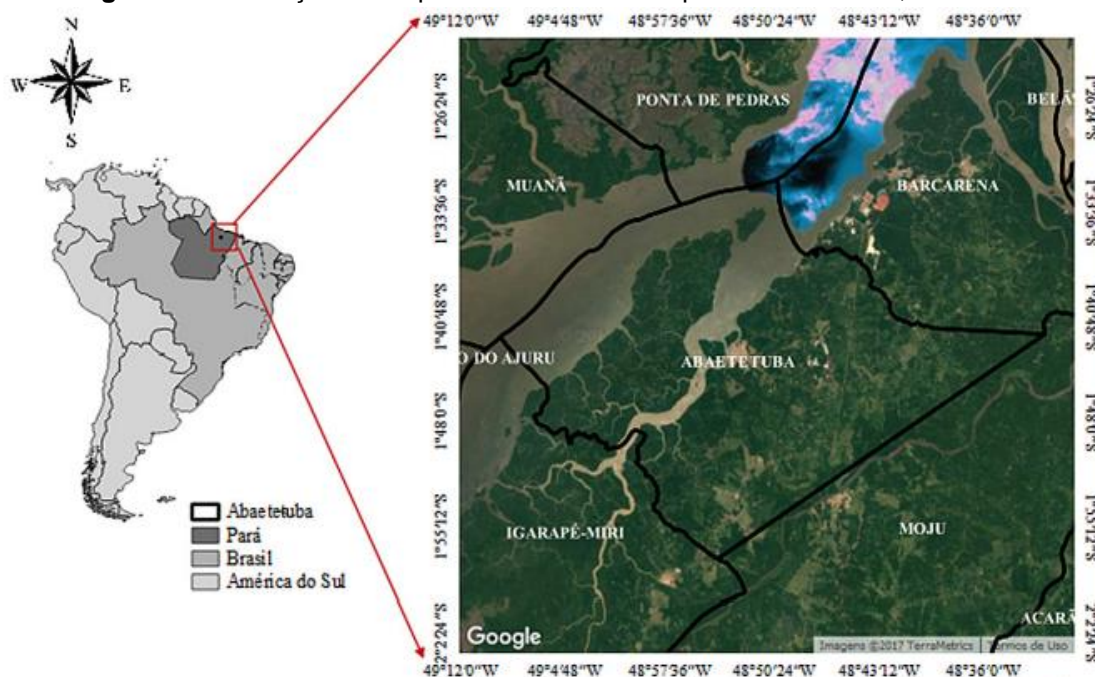 49°12'0"W 49°4'48"W 48°57'36"W 48°50'24"W 48°43'12"W 48°36'0"W
N
W E
S
1°26'24"S
1°33'36"S
1°40'48"S
1°48'0"S
1°55'12"S
2°2'24"S
PONTA DE PEDRAS
BELÃ
MUANÃ
BARCARENA
O DO AJURU
ABAETETUBA
IGARAPÉ-MIRI
MOJU
ACARÃ
Google
Imagens ©2017 TerraMetrics
Termos de Uso
1°26'24"S
1°33'36"S
1°40'48"S
1°48'0"S
1°55'12"S
2°2'24"S
Abaetetuba
Pará
Brasil
América do Sul
49°12'0"W 49°4'48"W 48°57'36"W 48°50'24"W 48°43'12"W 48°36'0"W